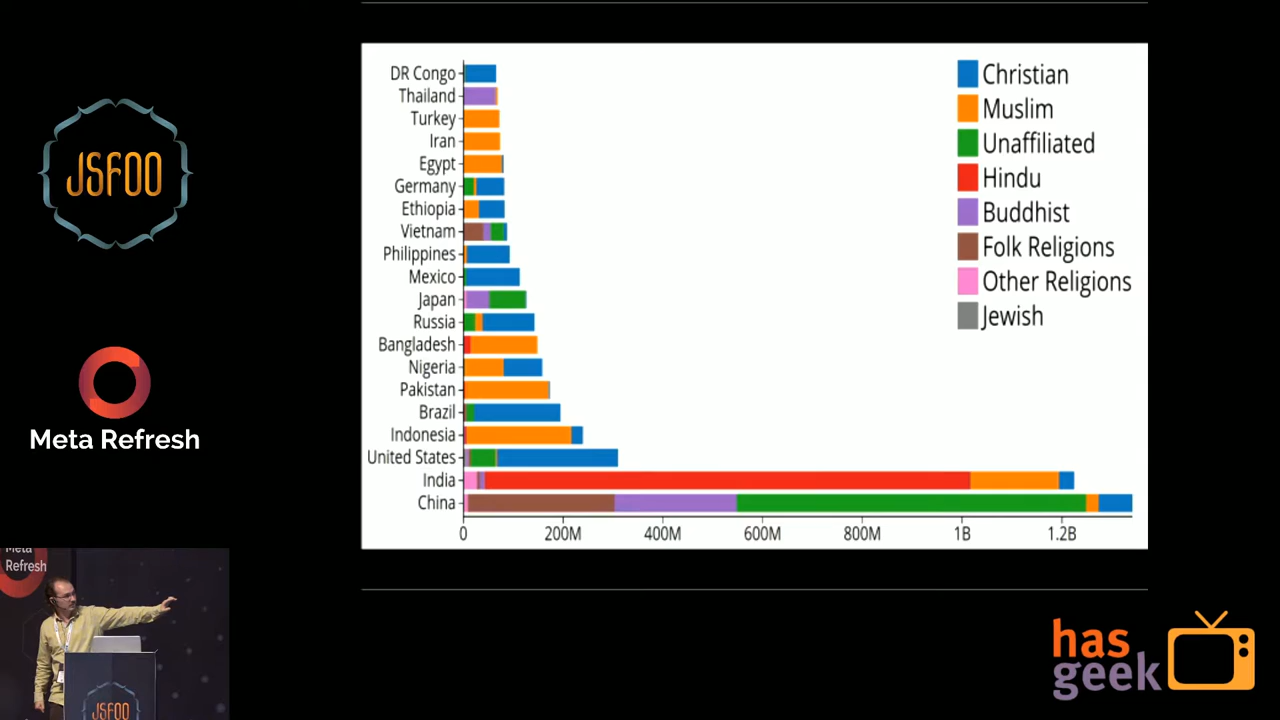 JSFOO
Meta Refresh
DR Congo
Thailand
Turkey
Iran
Egypt
Germany
Ethiopia
Vietnam
Philippines
Mexico
Japan
Russia
Bangladesh
Nigeria
Pakistan
Brazil
Indonesia
United States
India
China
0 200M 400M 600M 800M 1B 1.2B
Christian
Muslim
Unaffiliated
Hindu
Buddhist
Folk Religions
Other Religions
Jewish
Meta
Refresh
JSFOO
has
geek